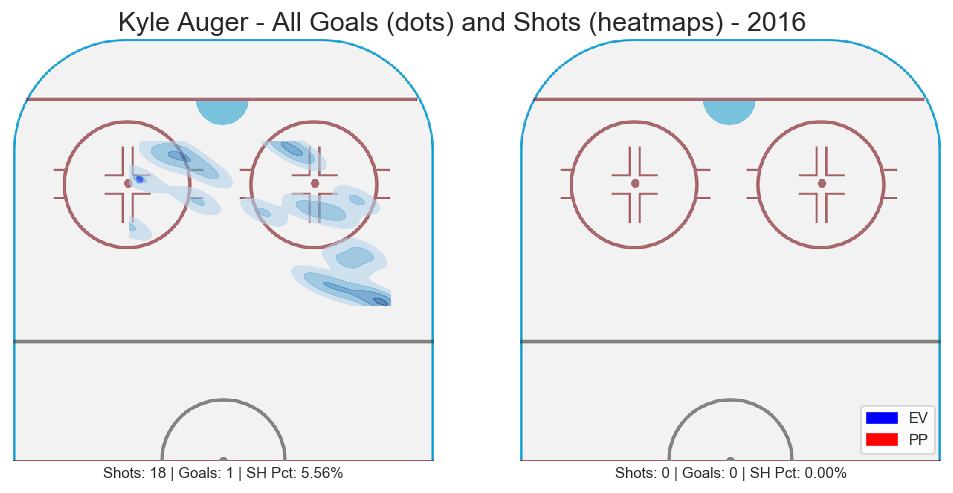 Kyle Auger - All Goals (dots) and Shots (heatmaps) - 2016
EV
PP
Shots: 18 | Goals: 1 | SH Pct: 5.56%
Shots: 0 | Goals: 0 | SH Pct: 0.00%